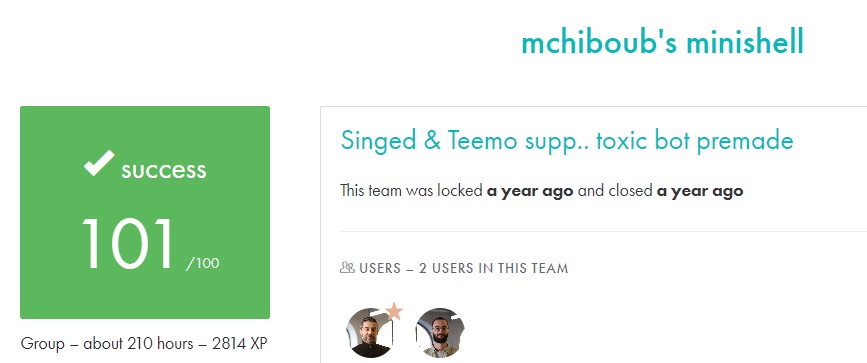 mchiboub's minishell
success
101 /100
Group – about 210 hours – 2814 XP
Singed & Teemo supp.. toxic bot premade
This team was locked a year ago and closed a year ago
USERS – 2 USERS IN THIS TEAM